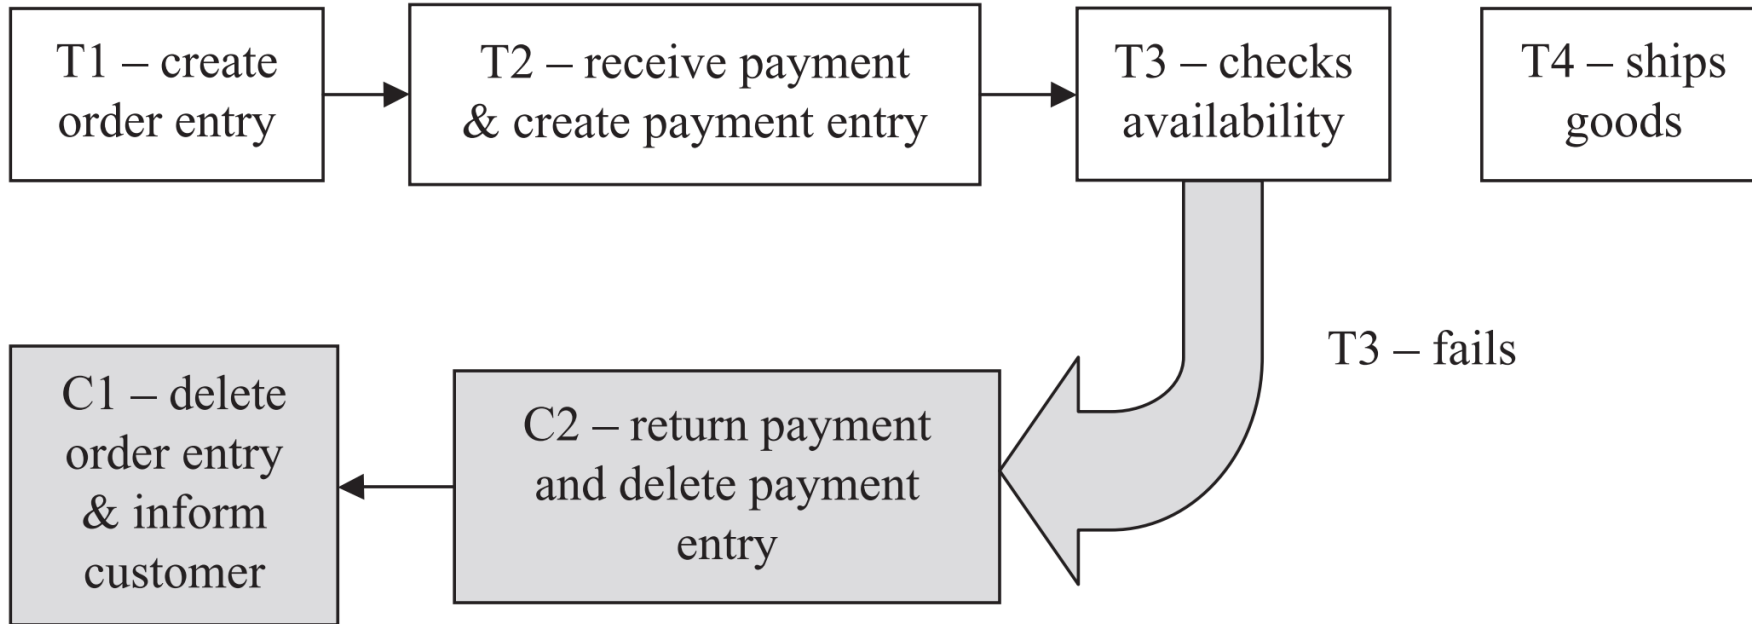 T1 – create
order entry
T2 – receive payment
& create payment entry
T3 – checks
availability
T4 – ships
goods
T3 – fails
C1 – delete
order entry
& inform
customer
C2 – return payment
and delete payment
entry